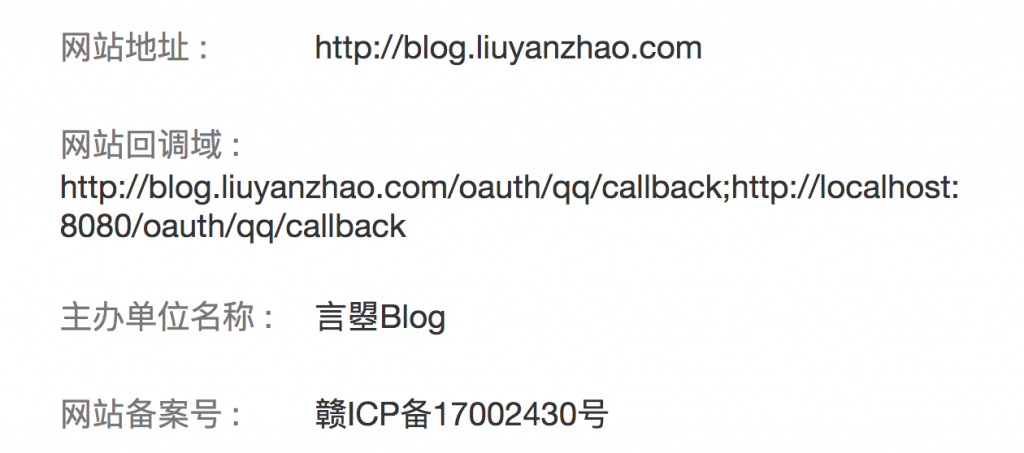 网站地址： http://blog.liuyanzhao.com
网站回调域：
http://blog.liuyanzhao.com/oauth/qq/callback;http://localhost:
8080/oauth/qq/callback
主办单位名称： 言曌Blog
网站备案号： 赣ICP备17002430号